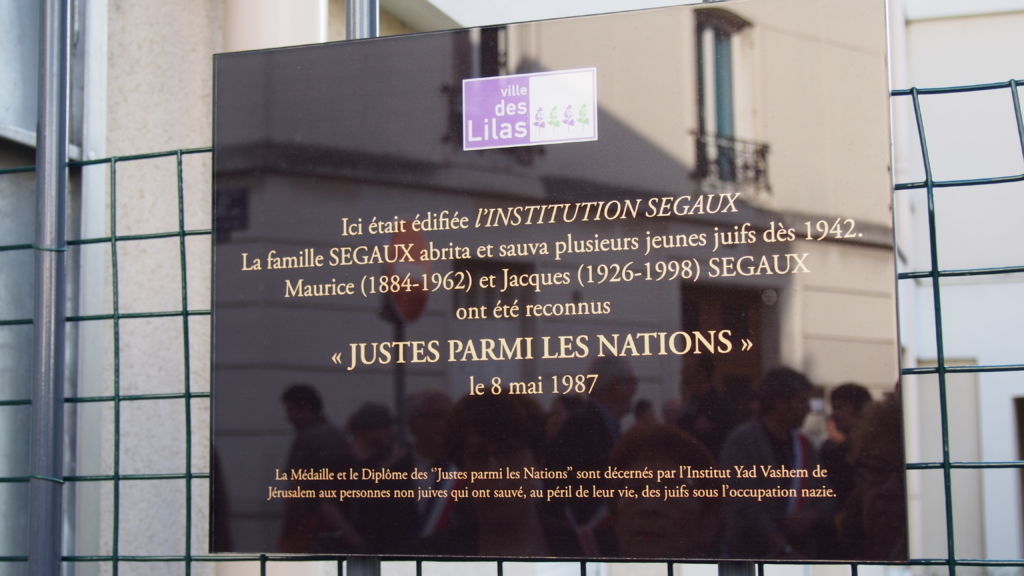 ville
des
Lilas
Ici était édifiée l'INSTITUTION SEGAUX
La famille SEGAUX abrita et sauva plusieurs jeunes juifs dès 1942.
Maurice (1884-1962) et Jacques (1926-1998) SEGAUX
ont été reconnus
« JUSTES PARMI LES NATIONS »
le 8 mai 1987
La Médaille et le Diplôme des "Justes parmi les Nations" sont décernés par l'Institut Yad Vashem de
Jérusalem aux personnes non juives qui ont sauvé, au péril de leur vie, des juifs sous l'occupation nazie.